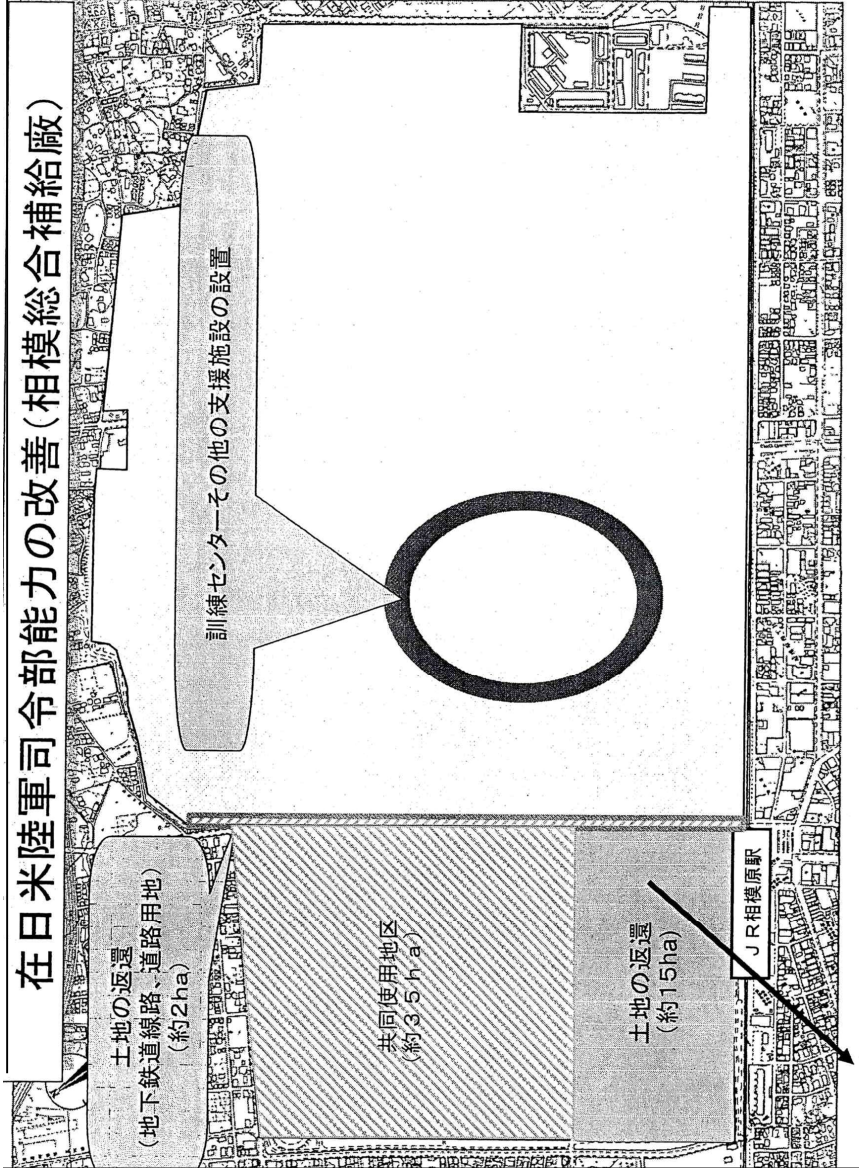 在日米陸軍司令部能力の改善(相模総合補給廠)
土地の返還
(地下鉄道線路、道路用地)
(約2ha)
訓練センターその他の支援施設の設置
共同使用地区
(約35ha)
土地の返還
(約15ha)
JR相模原駅